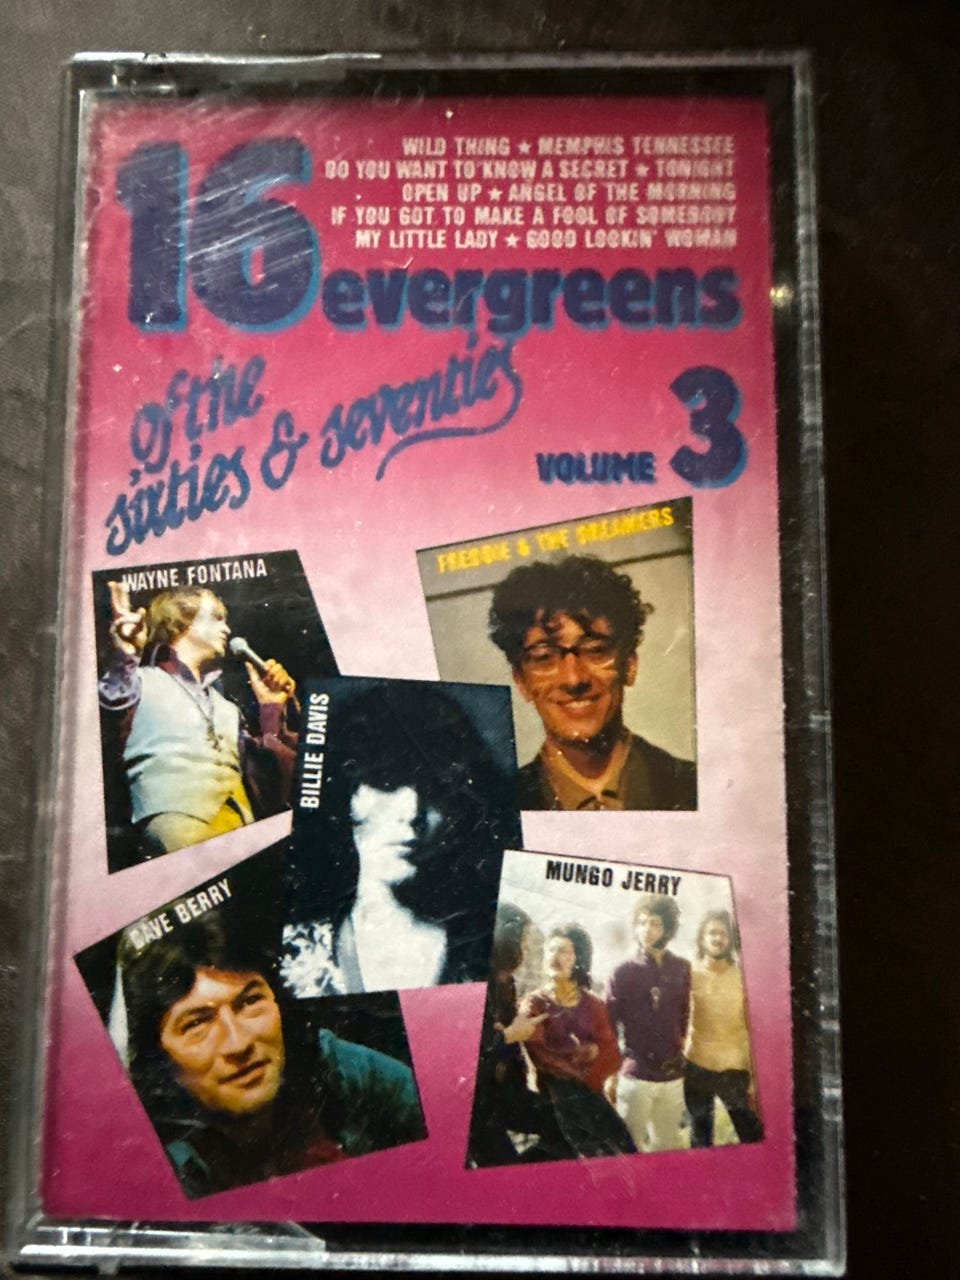 WILD THING ★ MEMPHIS TENNESSEE
DO YOU WANT TO KNOW A SECRET ★ TONIGHT
OPEN UP ★ ANGEL OF THE MORNING
IF YOU GOT TO MAKE A FOOL OF SOMEBODY
MY LITTLE LADY ★ GOOD LOOKIN' WOMAN
16 evergreens
of the
sixties & seventies
VOLUME 3
WAYNE FONTANA
FREDDIE & THE DREAMERS
BILLIE DAVIS
DAVE BERRY
MUNGO JERRY